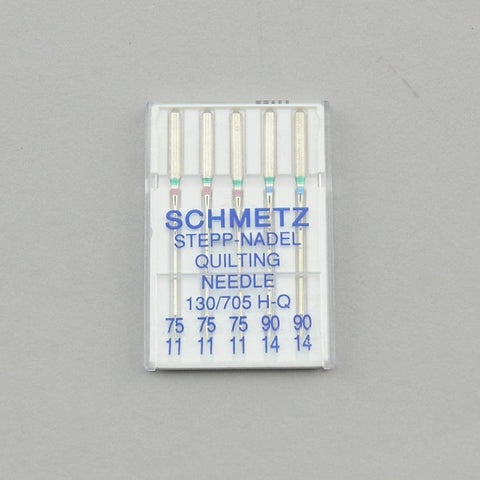 SCHMETZ
STEPP-NADEL
QUILTING
NEEDLE
130/705 H-Q
75 75 75 90 90
11 11 11 14 14